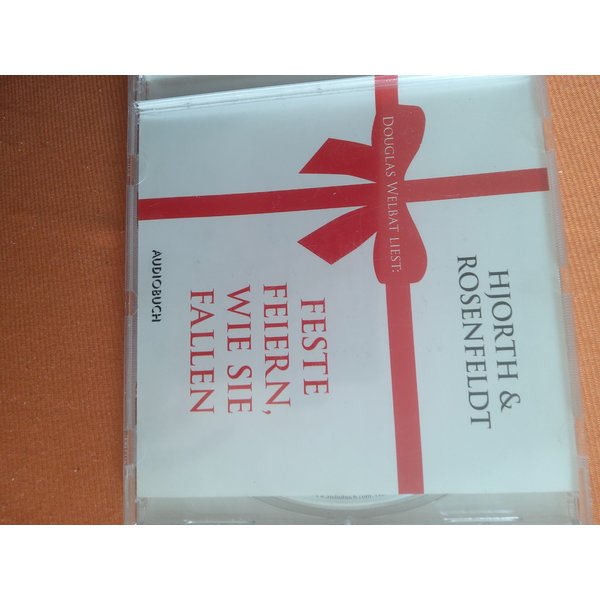 HJORTH &
ROSENFELDT
DOUGLAS WELBAT LIEST:
FESTE
FEIERN,
WIE SIE
FALLEN
AUDIOBUCH